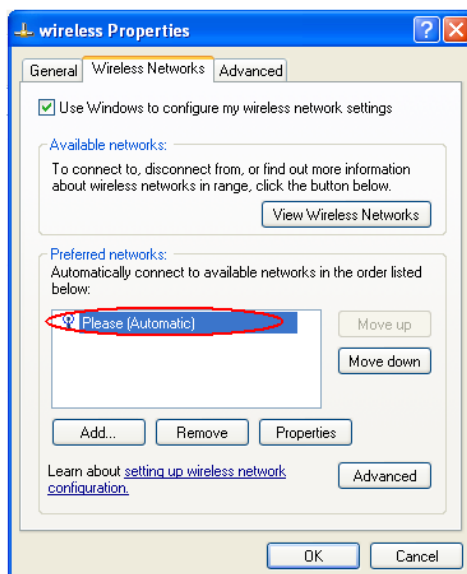 wireless Properties
General Wireless Networks Advanced
Use Windows to configure my wireless network settings
Available networks:
To connect to, disconnect from, or find out more information
about wireless networks in range, click the button below.
View Wireless Networks
Preferred networks:
Automatically connect to available networks in the order listed
below:
Please (Automatic)
Move up
Move down
Add... Remove Properties
Learn about setting up wireless network
configuration.
Advanced
OK Cancel